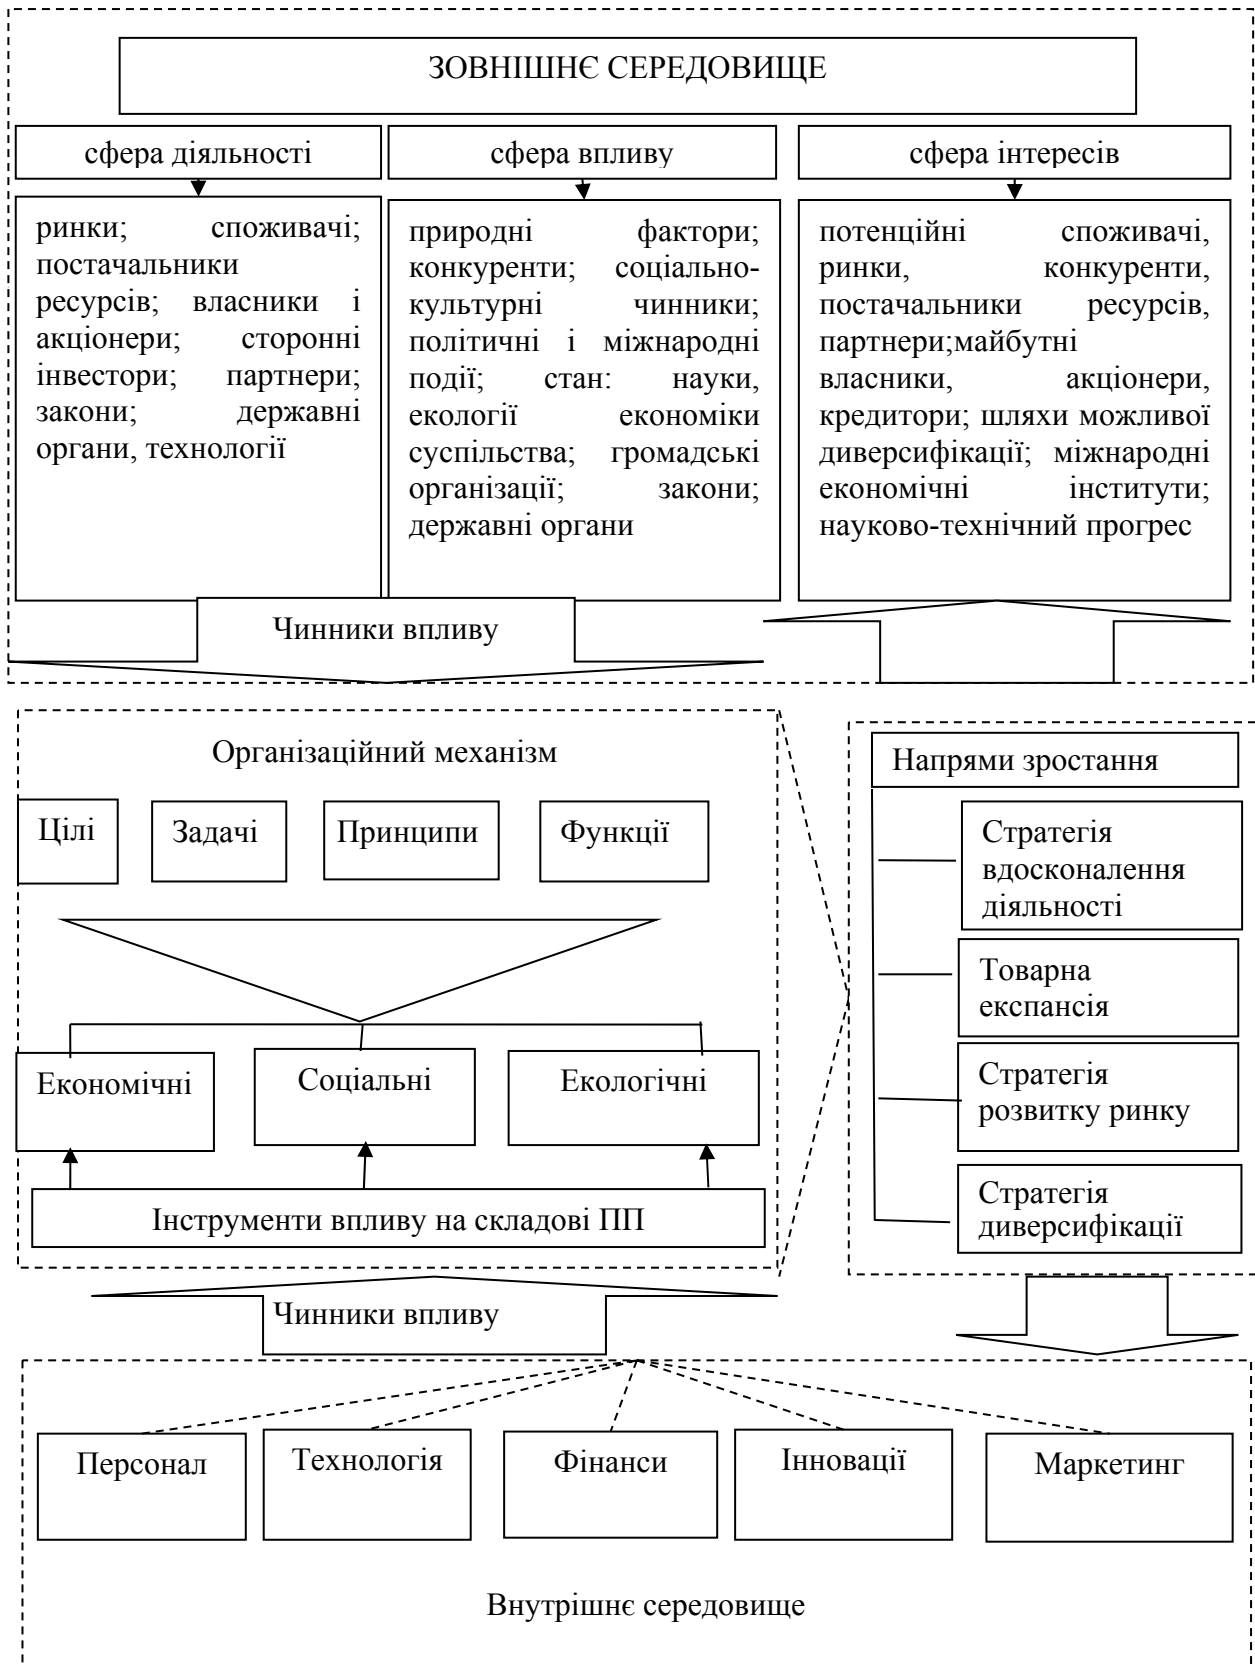 ЗОВНІШНЄ СЕРЕДОВИЩЕ
сфера діяльності
ринки; споживачі;
постачальники
ресурсів; власники і
акціонери; сторонні
інвестори; партнери;
закони; державні
органи, технології
сфера впливу
природні фактори;
конкуренти; соціально-
культурні чинники;
політичні і міжнародні
події; стан: науки,
екології економіки
суспільства; громадські
організації; закони;
державні органи
сфера інтересів
потенційні споживачі,
ринки, конкуренти,
постачальники ресурсів,
партнери;майбутні
власники, акціонери,
кредитори; шляхи можливої
диверсифікації; міжнародні
економічні інститути;
науково-технічний прогрес
Чинники впливу
Організаційний механізм
Цілі
Задачі
Принципи
Функції
Економічні
Соціальні
Екологічні
Інструменти впливу на складові ПП
Напрями зростання
Стратегія
вдосконалення
діяльності
Товарна
експансія
Стратегія
розвитку ринку
Стратегія
диверсифікації
Чинники впливу
Персонал
Технологія
Фінанси
Інновації
Маркетинг
Внутрішнє середовище